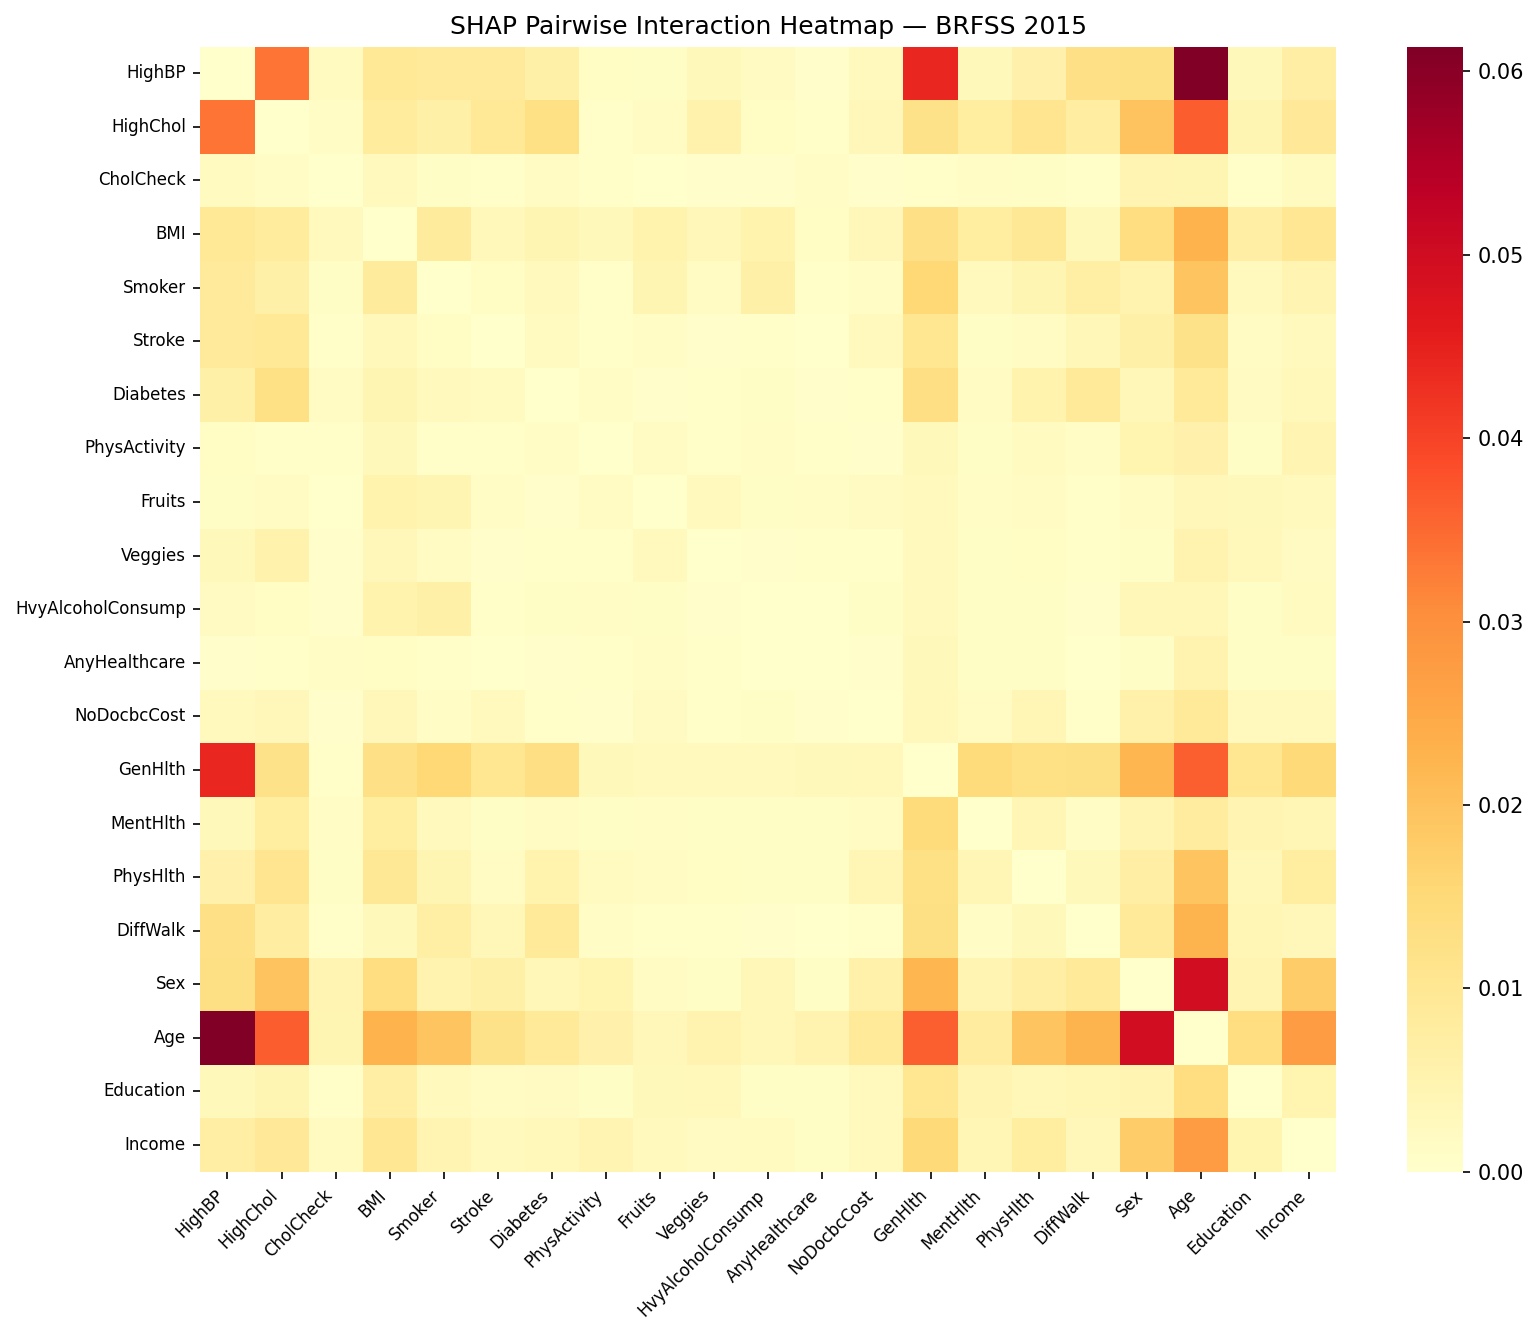 SHAP Pairwise Interaction Heatmap — BRFSS 2015
HighBP
HighChol
CholCheck
BMI
Smoker
Stroke
Diabetes
PhysActivity
Fruits
Veggies
HvyAlcoholConsump
AnyHealthcare
NoDocbcCost
GenHlth
MentHlth
PhysHlth
DiffWalk
Sex
Age
Education
Income
HighBP
HighChol
CholCheck
BMI
Smoker
Stroke
Diabetes
PhysActivity
Fruits
Veggies
HvyAlcoholConsump
AnyHealthcare
NoDocbcCost
GenHlth
MentHlth
PhysHlth
DiffWalk
Sex
Age
Education
Income
0.06
0.05
0.04
0.03
0.02
0.01
0.00